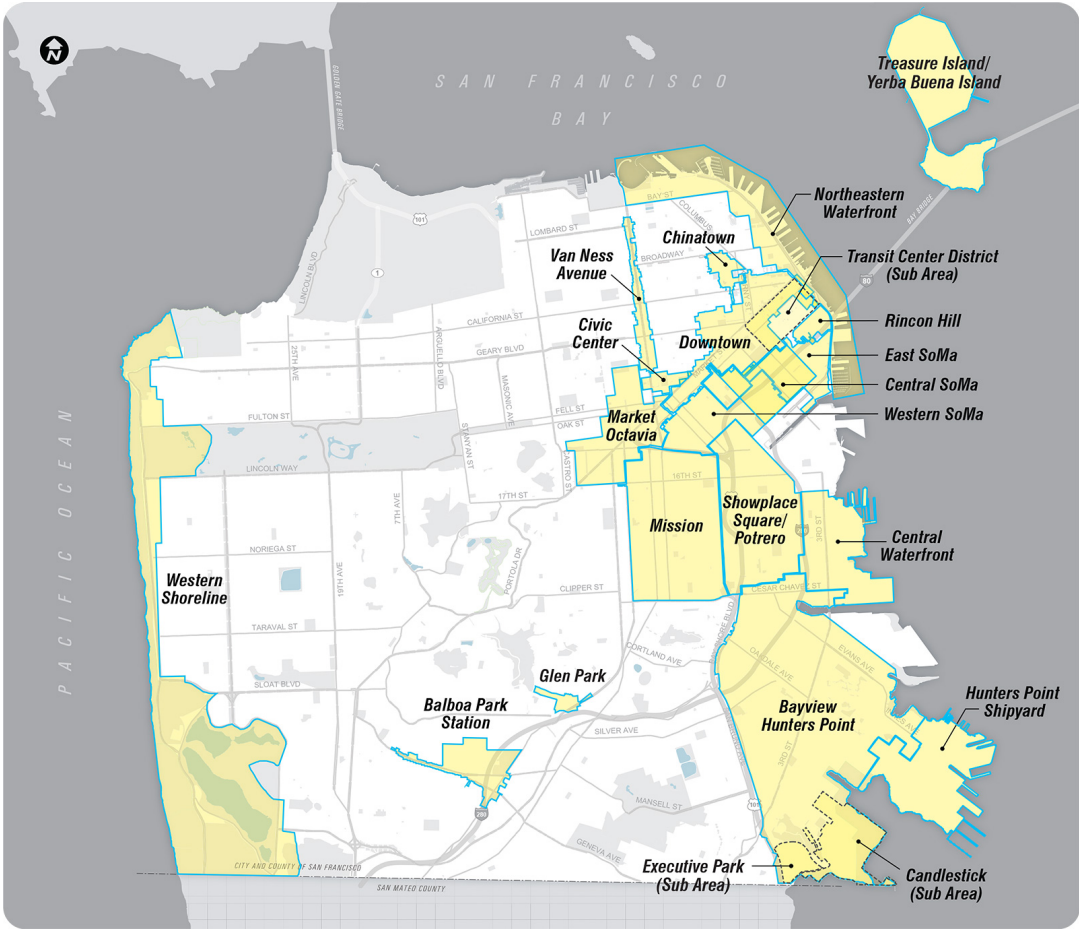 N
GOLDEN GATE BRIDGE
SAN FRANCISCO
BAY
Treasure Island/
Yerba Buena Island
BAY BRIDGE
80
Northeastern
Waterfront
Transit Center District
(Sub Area)
Rincon Hill
East SoMa
Central SoMa
Western SoMa
Chinatown
Van Ness
Avenue
Civic
Center
Downtown
Market
Octavia
101
1
LINCOLN BLVD
LOMBARD ST
BAY ST
COLUMBUS
BROADWAY
CALIFORNIA ST
GEARY BLVD
25TH AVE
ARGUELLO BLVD
MASONIC AVE
FULTON ST
FELL ST
OAK ST
STANYAN ST
CASTRO ST
LINCOLN WAY
17TH ST
16TH ST
7TH AVE
19TH AVE
PORTOLA DR
NORIEGA ST
CLIPPER ST
CESAR CHAVEZ ST
3RD ST
TARAVAL ST
SLOAT BLVD
CORTLAND AVE
OAKDALE AVE
EVANS AVE
SILVER AVE
3RD ST
MANSELL ST
GENEVA AVE
280
101
PACIFIC OCEAN
Mission
Showplace
Square/
Potrero
Central
Waterfront
Western
Shoreline
Glen Park
Balboa Park
Station
Bayview
Hunters Point
Hunters Point
Shipyard
Executive Park
(Sub Area)
Candlestick
(Sub Area)
CITY AND COUNTY OF SAN FRANCISCO
SAN MATEO COUNTY